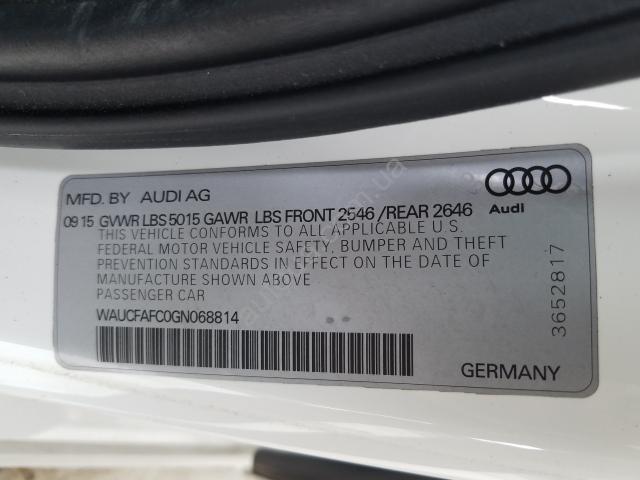 MFD. BY AUDI AG
09 15 GVWR LBS 5015 GAWR LBS FRONT 2546 /REAR 2646
Audi
THIS VEHICLE CONFORMS TO ALL APPLICABLE U.S.
FEDERAL MOTOR VEHICLE SAFETY, BUMPER AND THEFT
PREVENTION STANDARDS IN EFFECT ON THE DATE OF
MANUFACTURE SHOWN ABOVE
PASSENGER CAR
WAUCFAFC0GN068814
GERMANY
3652817